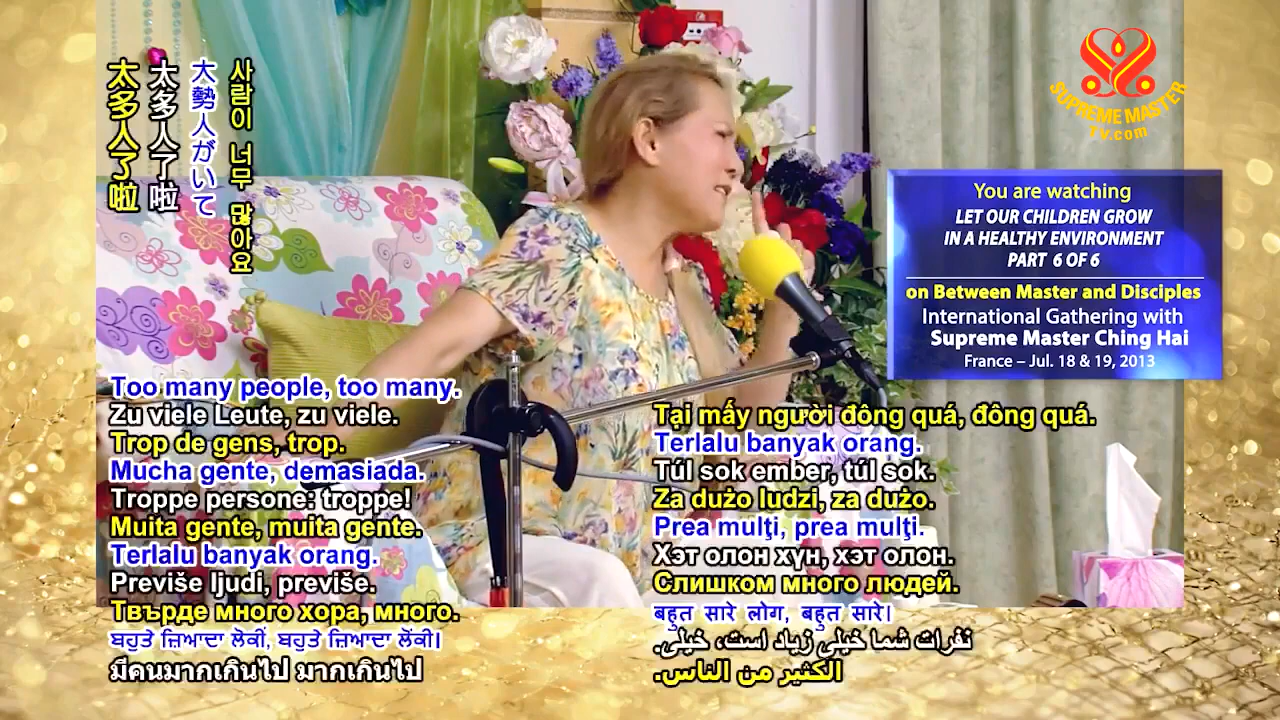 太多人了啦
太多人了啦
大勢人がいて
사람이 너무 많아요
SUPREME MASTER
TV.com
You are watching
LET OUR CHILDREN GROW
IN A HEALTHY ENVIRONMENT
PART 6 OF 6
on Between Master and Disciples
International Gathering with
Supreme Master Ching Hai
France – Jul. 18 & 19, 2013
Too many people, too many.
Zu viele Leute, zu viele.
Trop de gens, trop.
Mucha gente, demasiada.
Troppe persone: troppe!
Muita gente, muita gente.
Terlalu banyak orang.
Previše ljudi, previše.
Твърде много хора, много.
ਬਹੁਤੇ ਜ਼ਿਆਦਾ ਲੋਕੀਂ, ਬਹੁਤੇ ਜ਼ਿਆਦਾ ਲੋਕੀ।
มีคนมากเกินไป มากเกินไป
Tại mấy người đông quá, đông quá.
Terlalu banyak orang.
Túl sok ember, túl sok.
Za dużo ludzi, za dużo.
Prea mulţi, prea mulţi.
Хэт олон хүн, хэт олон.
Слишком много людей.
बहुत सारे लोग, बहुत सारे।
نفرات شما خیلی زیاد است، خیلی.
الكثير من الناس.